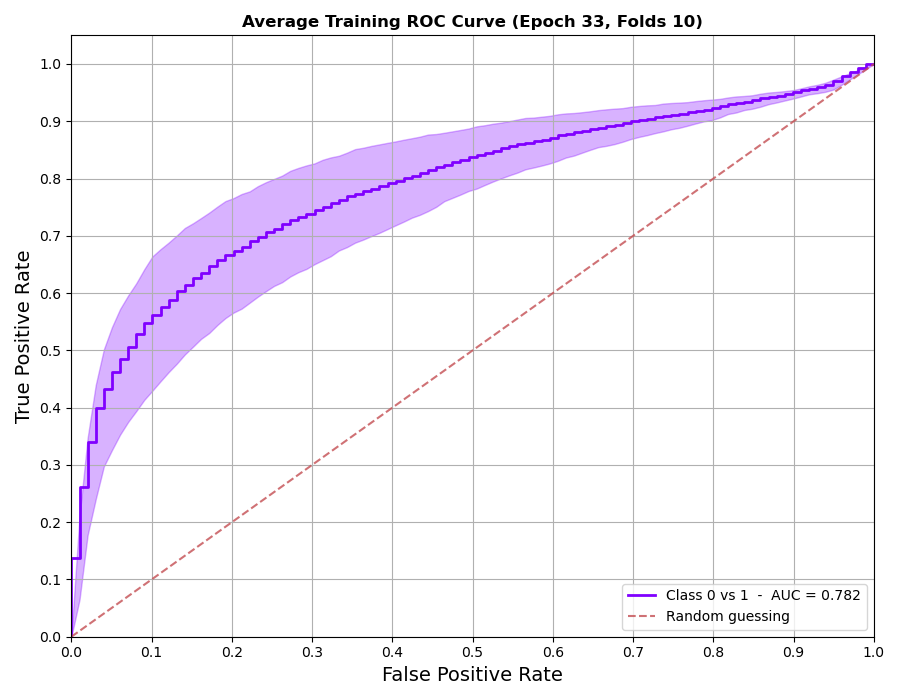 Average Training ROC Curve (Epoch 33, Folds 10)
True Positive Rate
1.0
0.9
0.8
0.7
0.6
0.5
0.4
0.3
0.2
0.1
0.0
Class 0 vs 1 - AUC = 0.782
Random guessing
0.0 0.1 0.2 0.3 0.4 0.5 0.6 0.7 0.8 0.9 1.0
False Positive Rate